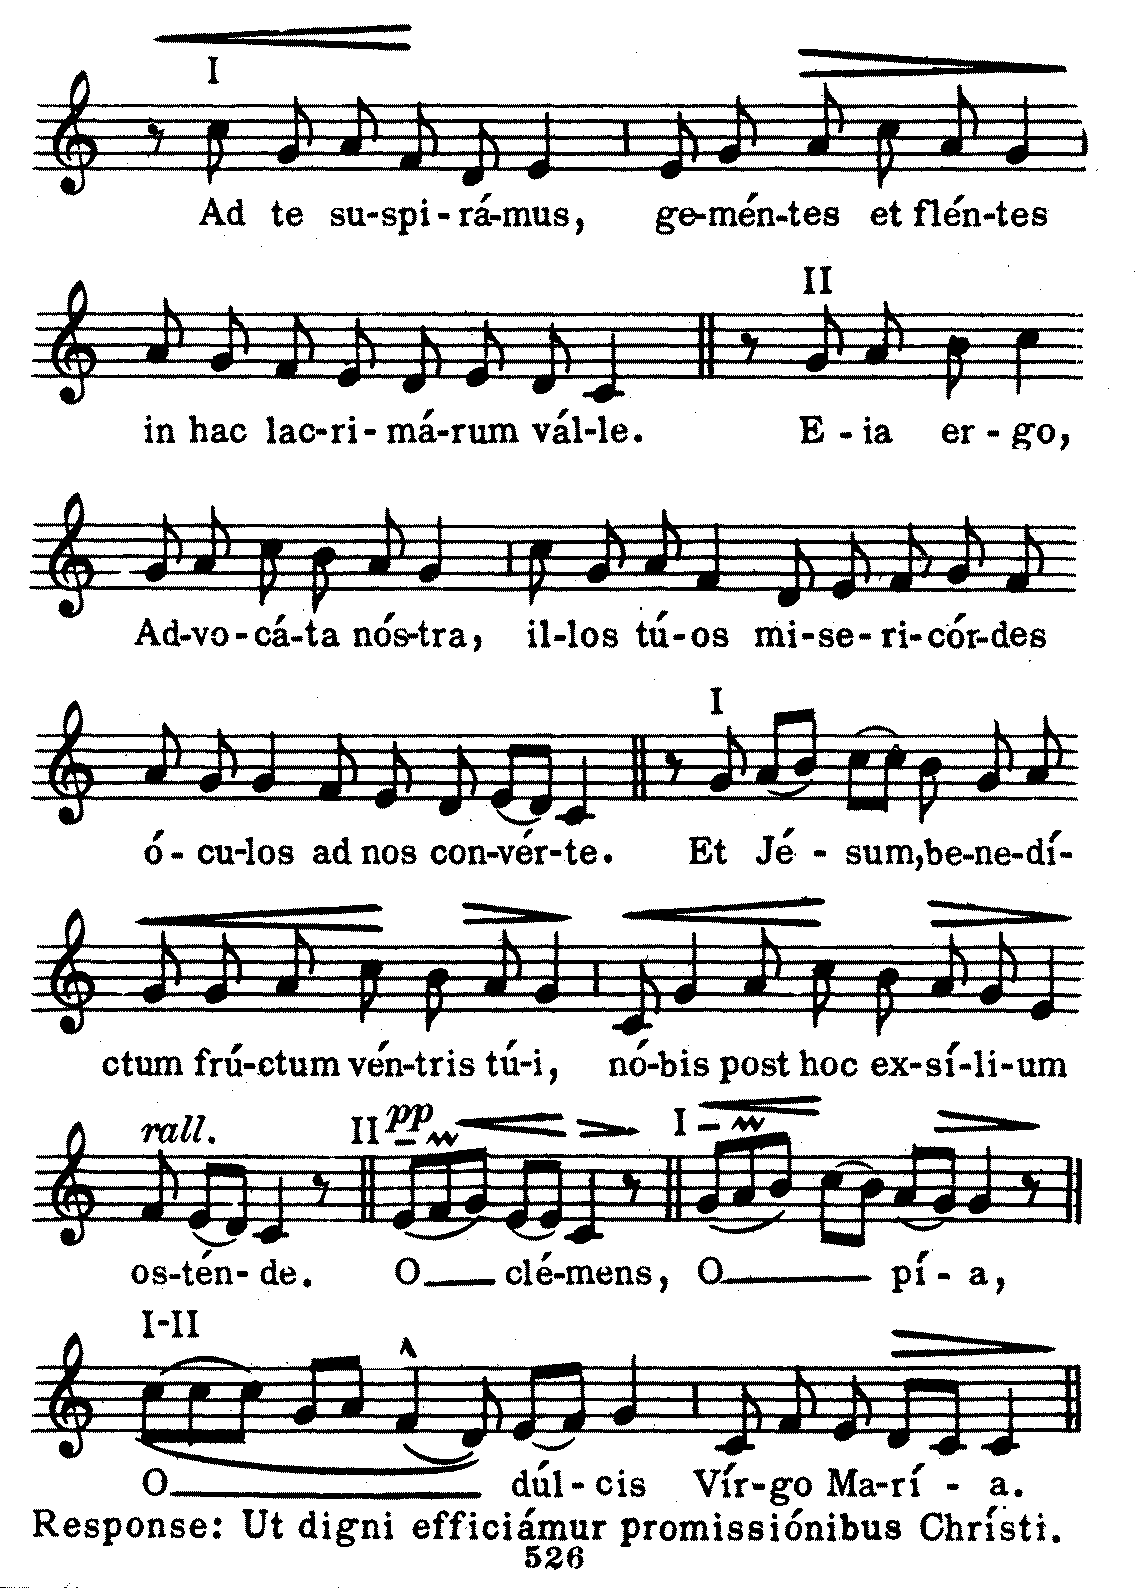 I
Ad te su-spi-rá-mus, ge-mén-tes et flén-tes
II
in hac lac-ri-má-rum vál-le. E-ia er-go,
Ad-vo-cá-ta nós-tra, il-los tú-os mi-se-ri-cór-des
I
ó-cu-los ad nos con-vér-te. Et Jé-sum, be-ne-dí-
ctum frú-ctum vén-tris tú-i, nó-bis post hoc ex-sí-li-um
rall. II pp I
os-tén-de. O clé-mens, O pí-a,
I-II
O dúl-cis Vír-go Ma-rí-a.
Response: Ut digni efficiámur promissiónibus Christi.
526